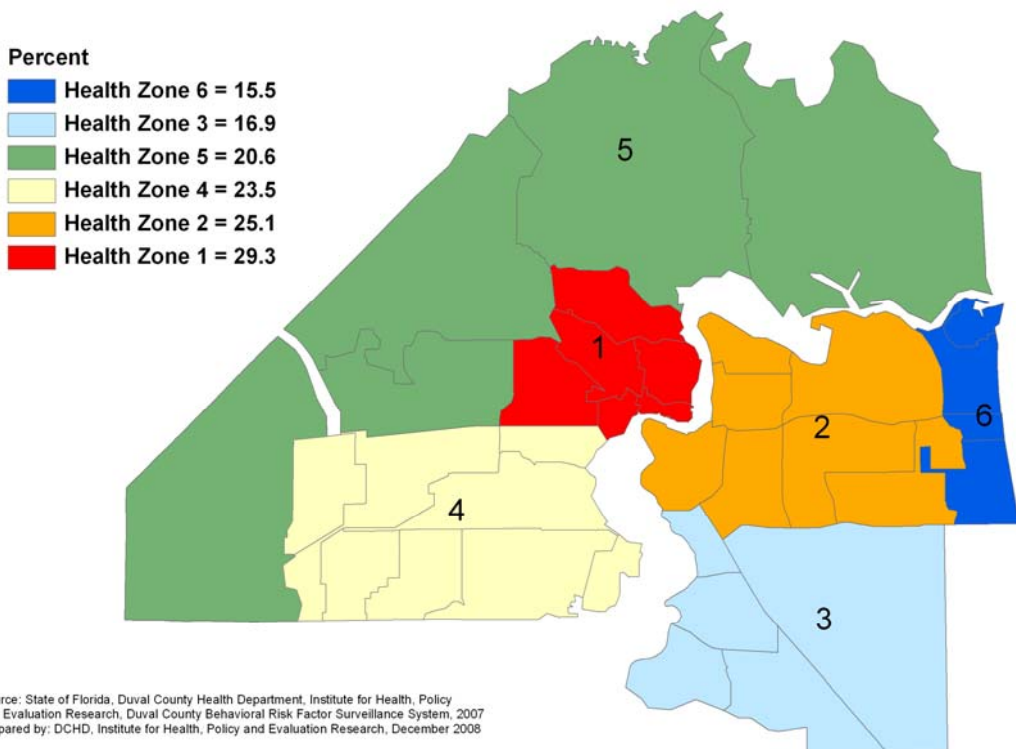 Percent
Health Zone 6 = 15.5
Health Zone 3 = 16.9
Health Zone 5 = 20.6
Health Zone 4 = 23.5
Health Zone 2 = 25.1
Health Zone 1 = 29.3
5
1
2
6
4
3
rce: State of Florida, Duval County Health Department, Institute for Health, Policy
Evaluation Research, Duval County Behavioral Risk Factor Surveillance System, 2007
pared by: DCHD, Institute for Health, Policy and Evaluation Research, December 2008